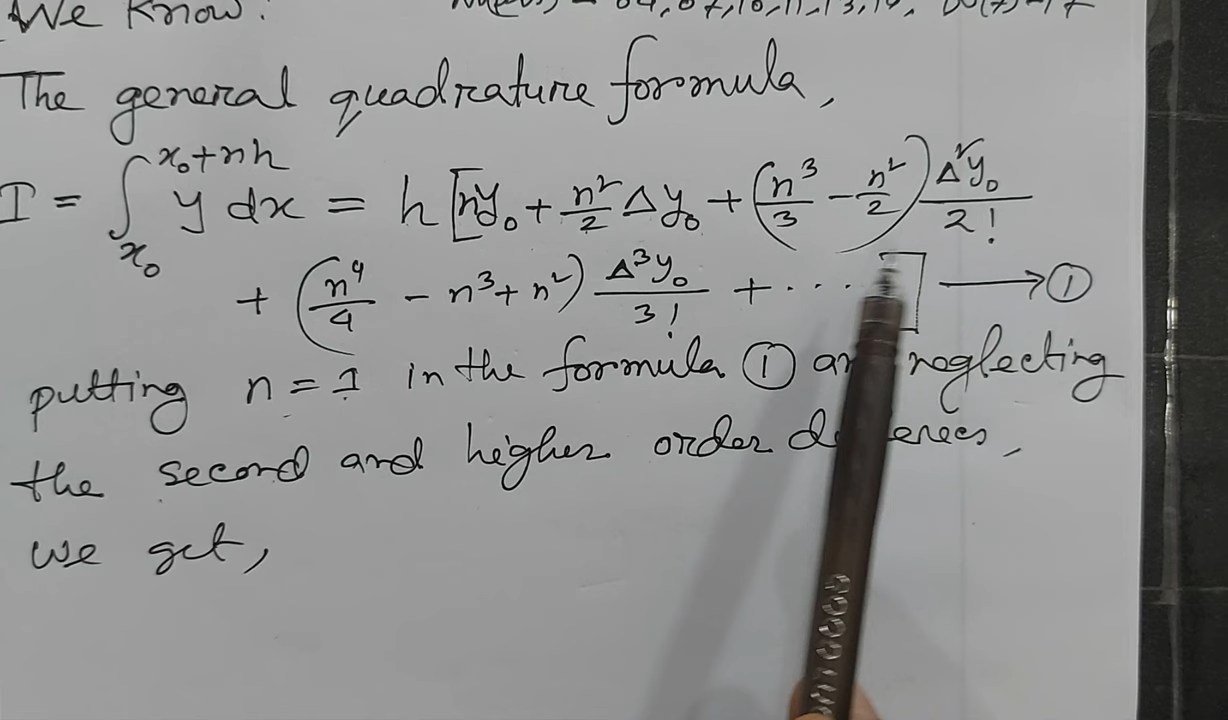 We Know:
The general quadrature formula,
I = ∫_{x₀}^{x₀+nh} y dx = h [ny₀ + n²/2 Δy₀ + (n³/3 − n²/2) Δ²y₀/2!
+ (n⁴/4 − n³ + n²) Δ³y₀/3! + ....] ⟶ ①
putting n = 1 in the formula ① neglecting
the second and higher order
we get,